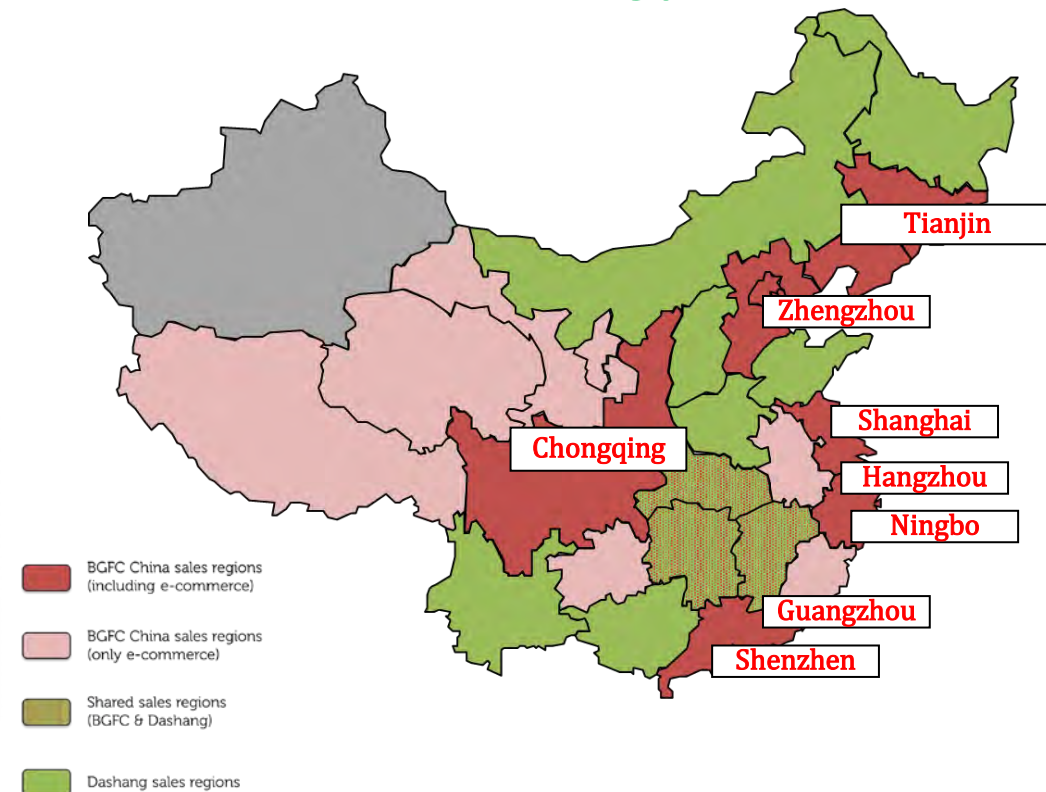 Tianjin
Zhengzhou
Shanghai
Chongqing
Hangzhou
Ningbo
Guangzhou
Shenzhen
BGFC China sales regions
(including e-commerce)
BGFC China sales regions
(only e-commerce)
Shared sales regions
(BGFC & Dashang)
Dashang sales regions